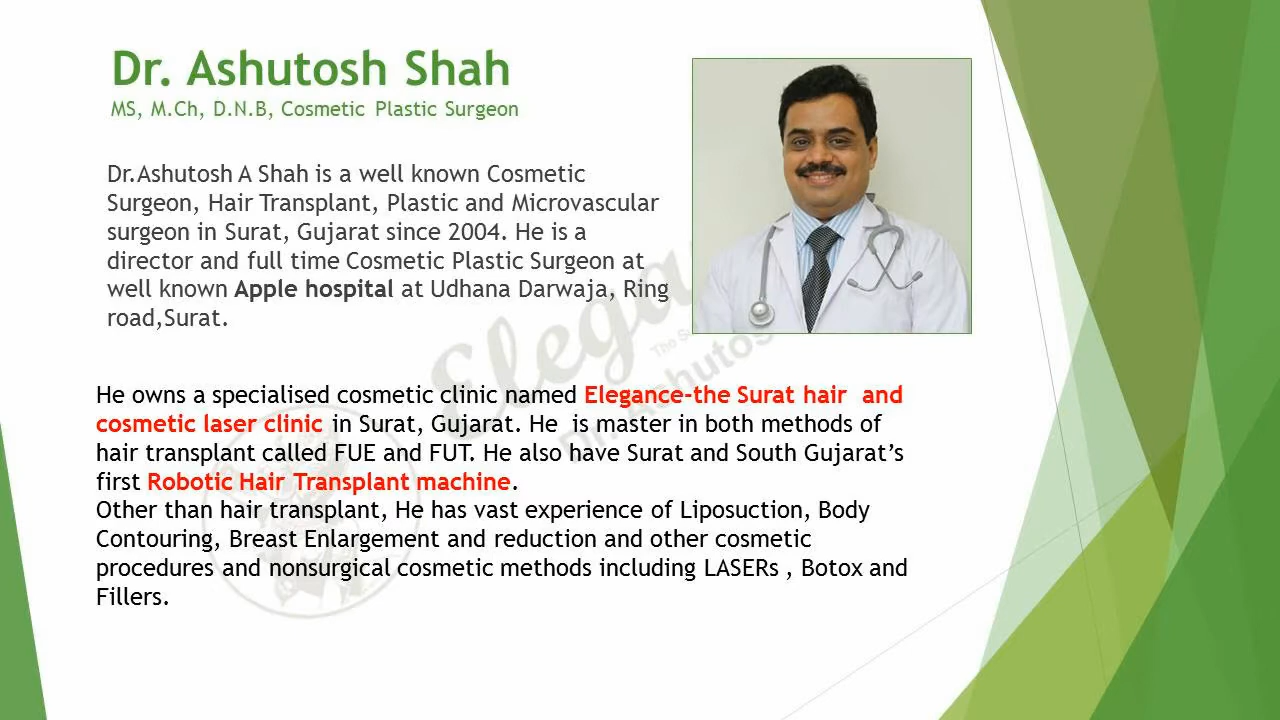 Dr. Ashutosh Shah
MS, M.Ch, D.N.B, Cosmetic Plastic Surgeon
Dr.Ashutosh A Shah is a well known Cosmetic
Surgeon, Hair Transplant, Plastic and Microvascular
surgeon in Surat, Gujarat since 2004. He is a
director and full time Cosmetic Plastic Surgeon at
well known Apple hospital at Udhana Darwaja, Ring
road,Surat.
Elega
The Su
Dr. Ashutos
He owns a specialised cosmetic clinic named Elegance-the Surat hair  and
cosmetic laser clinic in Surat, Gujarat. He  is master in both methods of
hair transplant called FUE and FUT. He also have Surat and South Gujarat’s
first Robotic Hair Transplant machine.
Other than hair transplant, He has vast experience of Liposuction, Body
Contouring, Breast Enlargement and reduction and other cosmetic
procedures and nonsurgical cosmetic methods including LASERs , Botox and
Fillers.